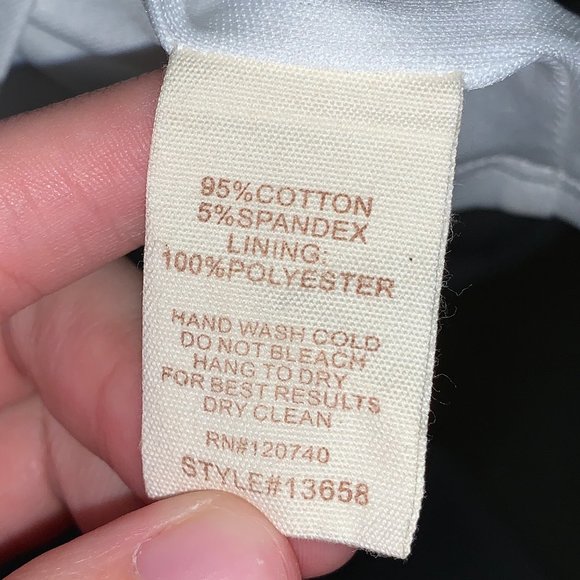 95%COTTON
5%SPANDEX
LINING:
100%POLYESTER
HAND WASH COLD
DO NOT BLEACH
HANG TO DRY
FOR BEST RESULTS
DRY CLEAN
RN#120740
STYLE#13658